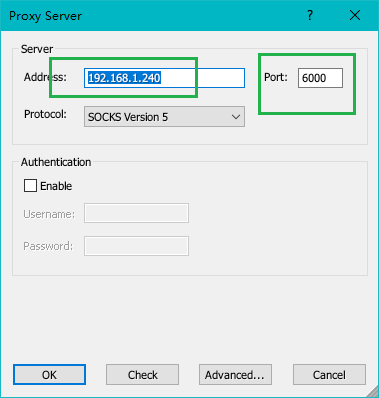 Proxy Server ? ×
Server
Address: 192.168.1.240 Port: 6000
Protocol: SOCKS Version 5
Authentication
Enable
Username:
Password:
OK Check Advanced... Cancel